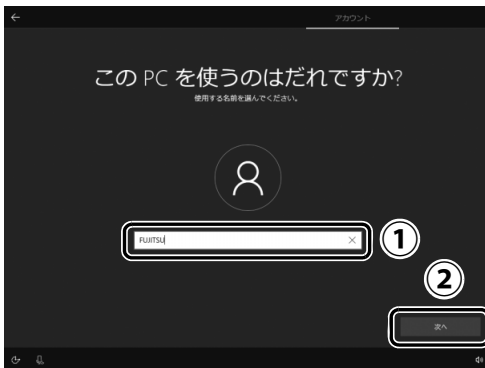 アカウント
この PC を使うのはだれですか?
使用する名前を選んでください。
FUJITSU
①
②
次へ